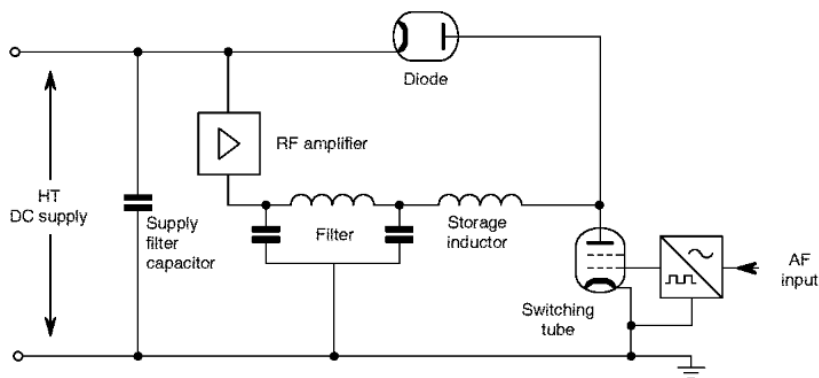 Diode
RF amplifier
HT
DC supply
Supply
filter
capacitor
Filter
Storage
inductor
Switching
tube
AF
input